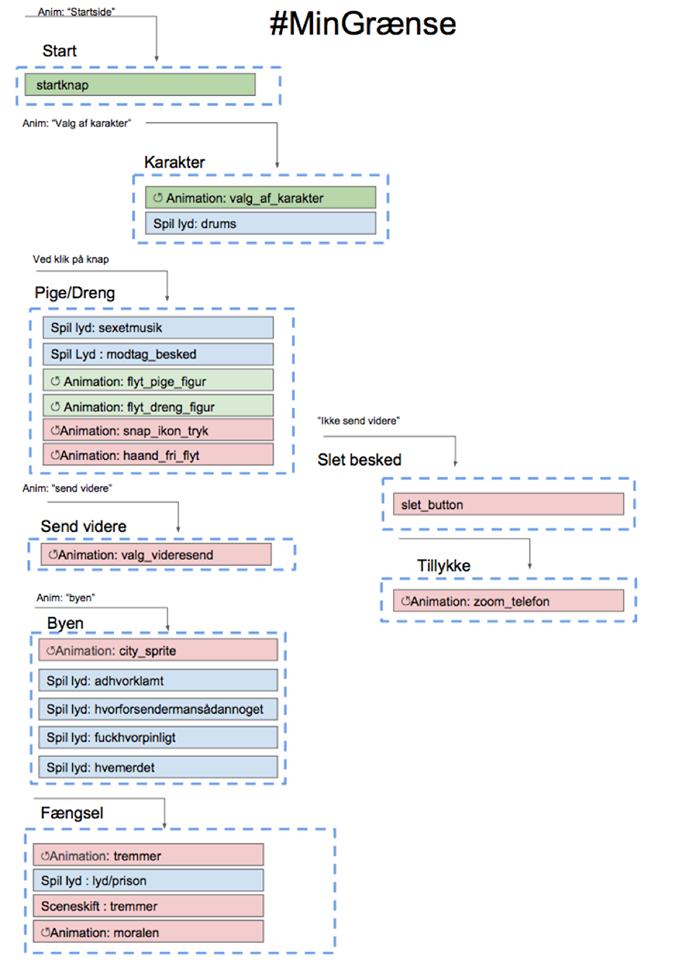 #MinGrænse
Anim: "Startside"
Start
startknap
Anim: "Valg af karakter"
Karakter
Animation: valg_af_karakter
Spil lyd: drums
Ved klik på knap
Pige/Dreng
Spil lyd: sexetmusik
Spil Lyd : modtag_besked
Animation: flyt_pige_figur
Animation: flyt_dreng_figur
Animation: snap_ikon_tryk
Animation: haand_fri_flyt
"Ikke send videre"
Slet besked
slet_button
Tillykke
Animation: zoom_telefon
Anim: "send videre"
Send videre
Animation: valg_videresend
Anim: "byen"
Byen
Animation: city_sprite
Spil lyd: adhvorklamt
Spil lyd: hvorforsendermansådannoget
Spil lyd: fuckhvorpinligt
Spil lyd: hvemerdet
Fængsel
Animation: tremmer
Spil lyd : lyd/prison
Sceneskift : tremmer
Animation: moralen